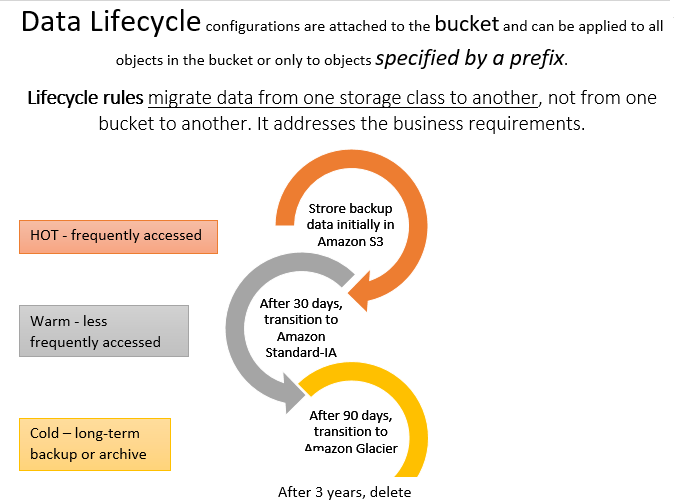 Data Lifecycle configurations are attached to the bucket and can be applied to all
objects in the bucket or only to objects specified by a prefix.
Lifecycle rules migrate data from one storage class to another, not from one
bucket to another. It addresses the business requirements.
HOT - frequently accessed
Strore backup
data initially in
Amazon S3
Warm - less
frequently accessed
After 30 days,
transition to
Amazon
Standard-IA
Cold – long-term
backup or archive
After 90 days,
transition to
Amazon Glacier
After 3 years, delete